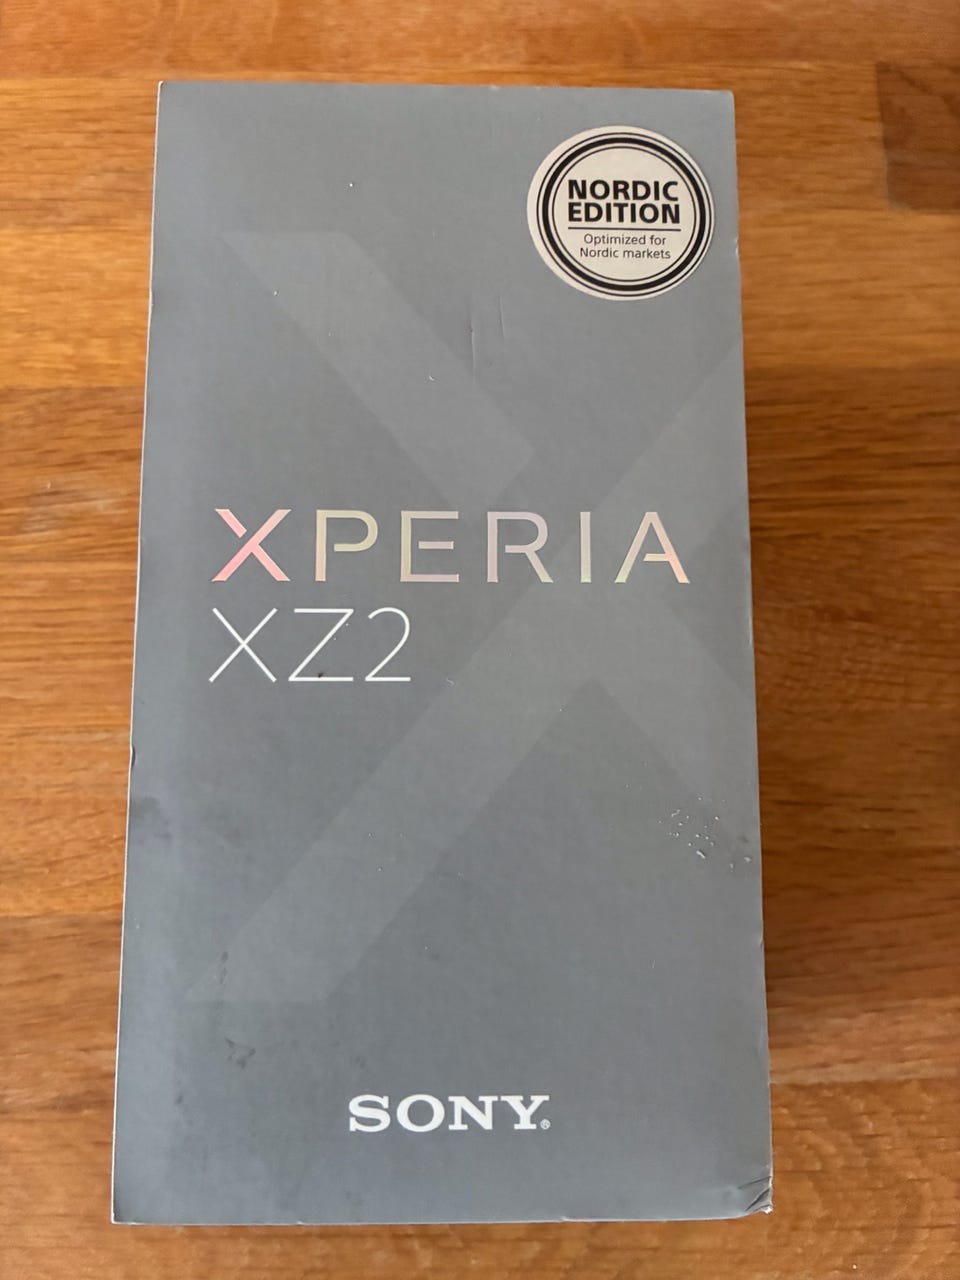 NORDIC
EDITION
Optimized for
Nordic markets
XPERIA
XZ2
SONY®